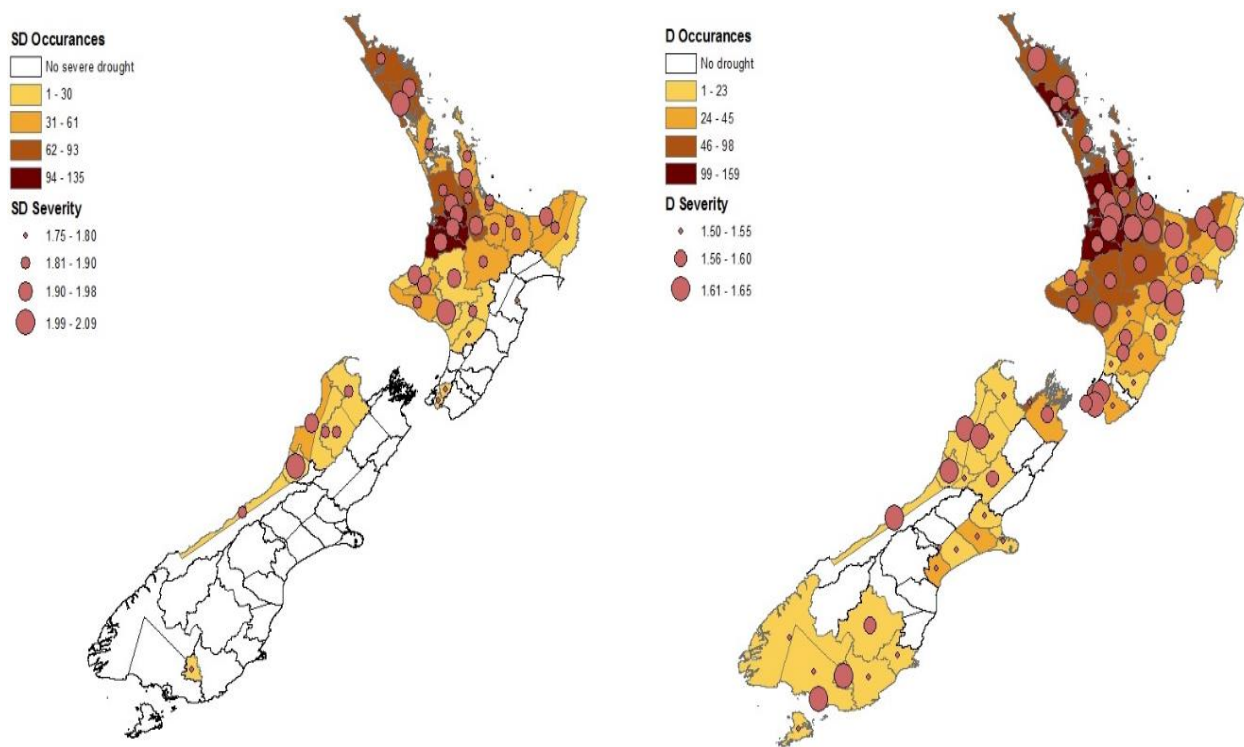 SD Occurances
No severe drought
1 - 30
31 - 61
62 - 93
94 - 135
SD Severity
1.75 - 1.80
1.81 - 1.90
1.90 - 1.98
1.99 - 2.09
D Occurances
No drought
1 - 23
24 - 45
46 - 98
99 - 159
D Severity
1.50 - 1.55
1.56 - 1.60
1.61 - 1.65